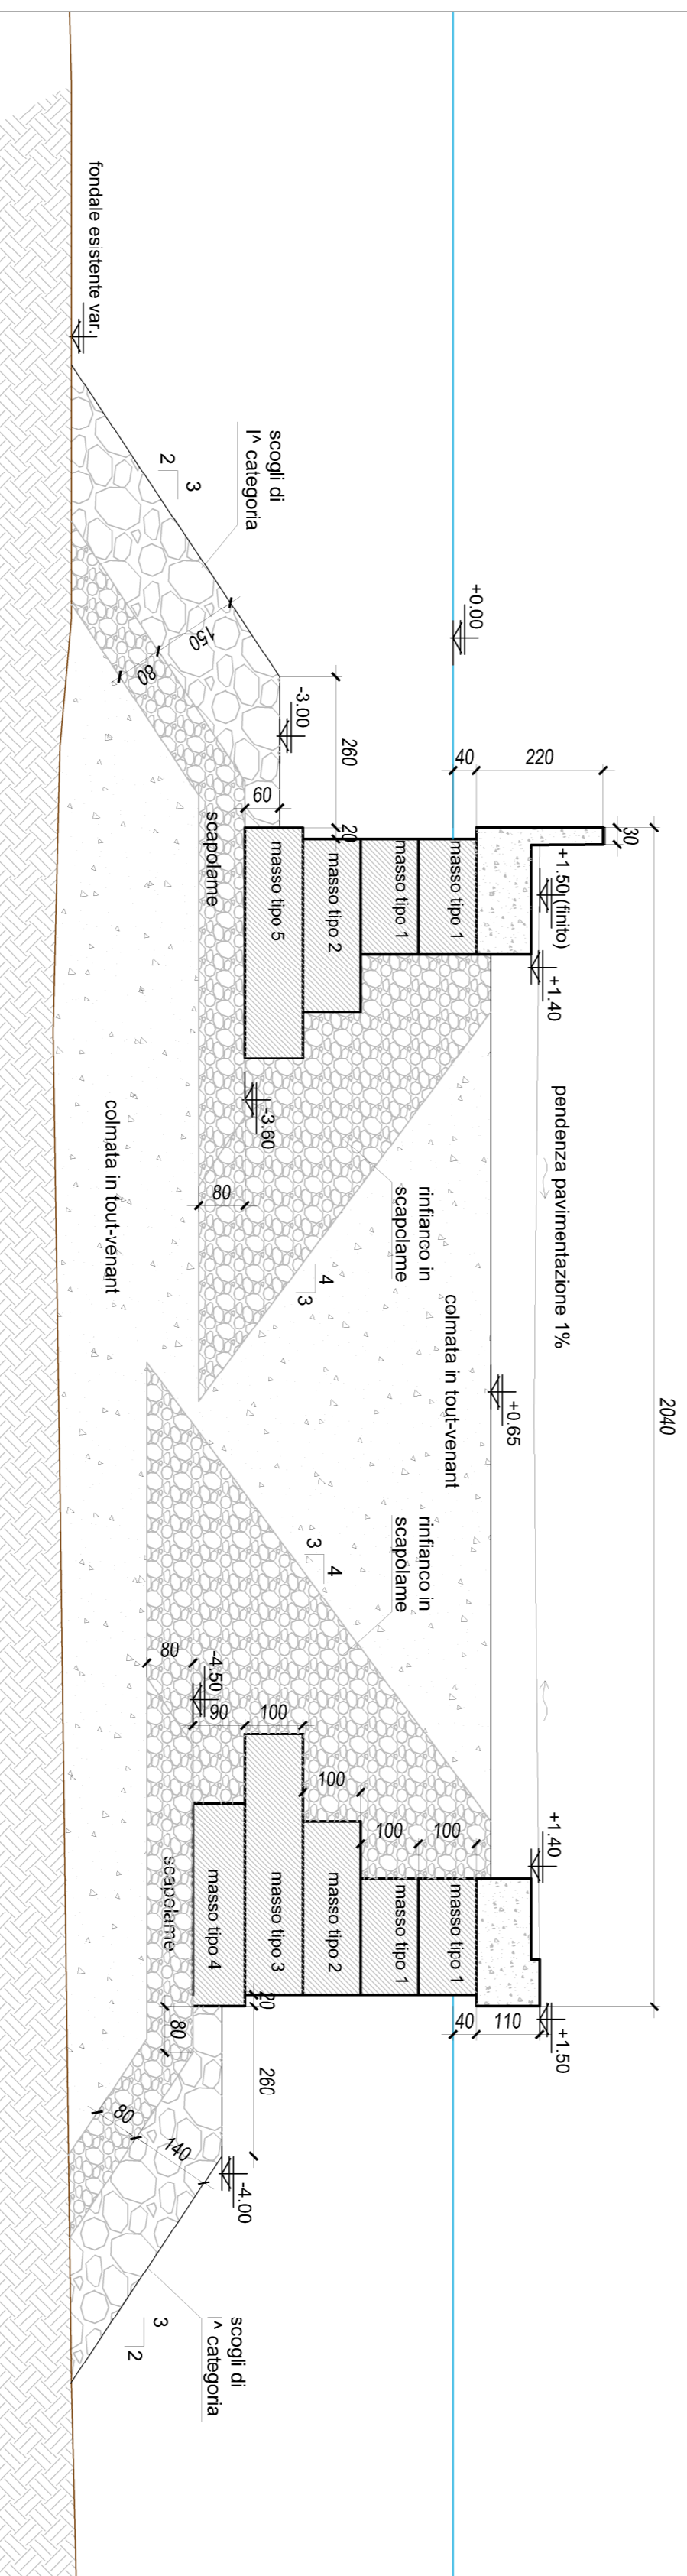 2040
30
220
+1.50 (finito)
+1.40
pendenza pavimentazione 1%
+1.40
+1.50
110
40
+0.65
+0.00
40
masso tipo 1
masso tipo 1
masso tipo 2
masso tipo 5
20
260
-3.00
60
scogli di
I^ categoria
3
2
150
80
fondale esistente var.
scapolame
-3.60
80
rinfianco in
scapolame
4
3
colmata in tout-venant
colmata in tout-venant
rinfianco in
scapolame
4
3
masso tipo 1
masso tipo 1
masso tipo 2
masso tipo 3
masso tipo 4
100
100
100
100
90
-4.50
80
scapolame
20
260
80
-4.00
80
140
scogli di
I^ categoria
3
2